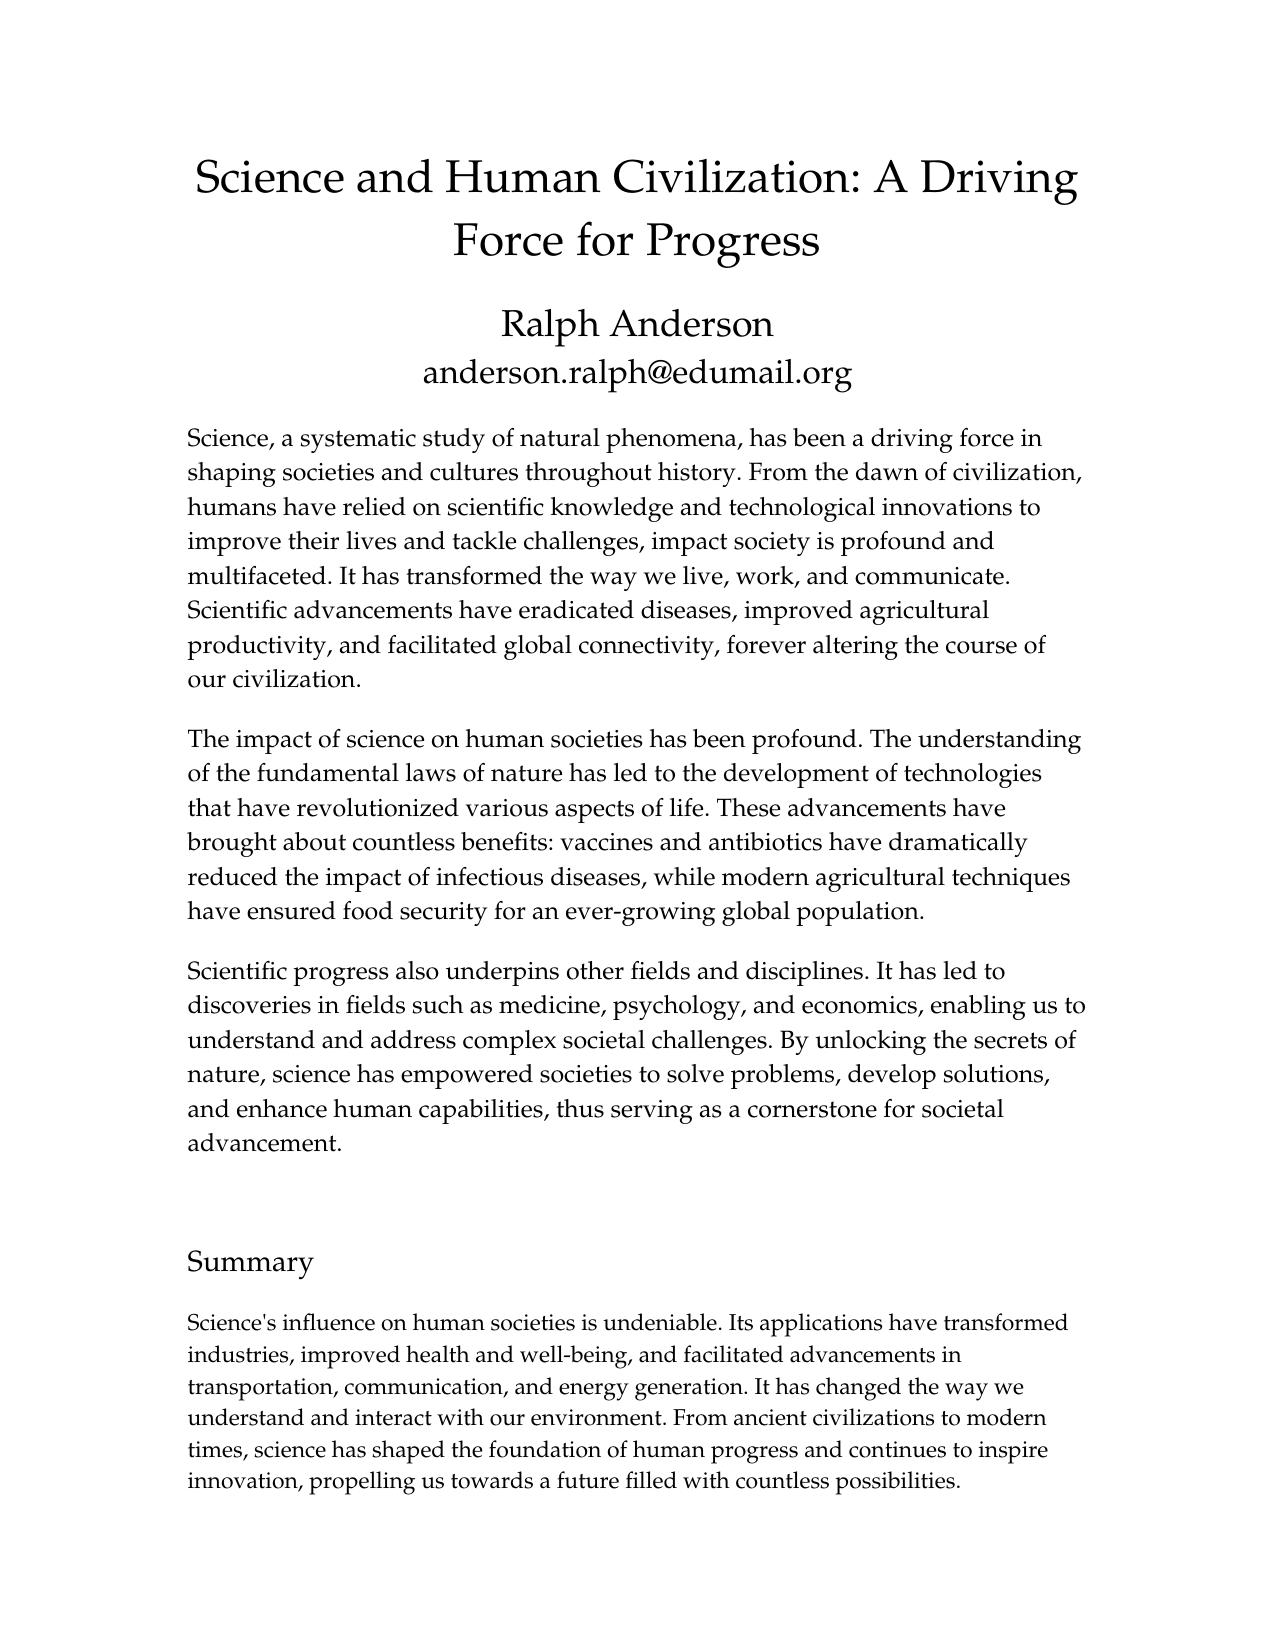 Science and Human Civilization: A Driving
Force for Progress
Ralph Anderson
anderson.ralph@edumail.org
Science, a systematic study of natural phenomena, has been a driving force in
shaping societies and cultures throughout history. From the dawn of civilization,
humans have relied on scientific knowledge and technological innovations to
improve their lives and tackle challenges, impact society is profound and
multifaceted. It has transformed the way we live, work, and communicate.
Scientific advancements have eradicated diseases, improved agricultural
productivity, and facilitated global connectivity, forever altering the course of
our civilization.
The impact of science on human societies has been profound. The understanding
of the fundamental laws of nature has led to the development of technologies
that have revolutionized various aspects of life. These advancements have
brought about countless benefits: vaccines and antibiotics have dramatically
reduced the impact of infectious diseases, while modern agricultural techniques
have ensured food security for an ever-growing global population.
Scientific progress also underpins other fields and disciplines. It has led to
discoveries in fields such as medicine, psychology, and economics, enabling us to
understand and address complex societal challenges. By unlocking the secrets of
nature, science has empowered societies to solve problems, develop solutions,
and enhance human capabilities, thus serving as a cornerstone for societal
advancement.
Summary
Science's influence on human societies is undeniable. Its applications have transformed
industries, improved health and well-being, and facilitated advancements in
transportation, communication, and energy generation. It has changed the way we
understand and interact with our environment. From ancient civilizations to modern
times, science has shaped the foundation of human progress and continues to inspire
innovation, propelling us towards a future filled with countless possibilities.